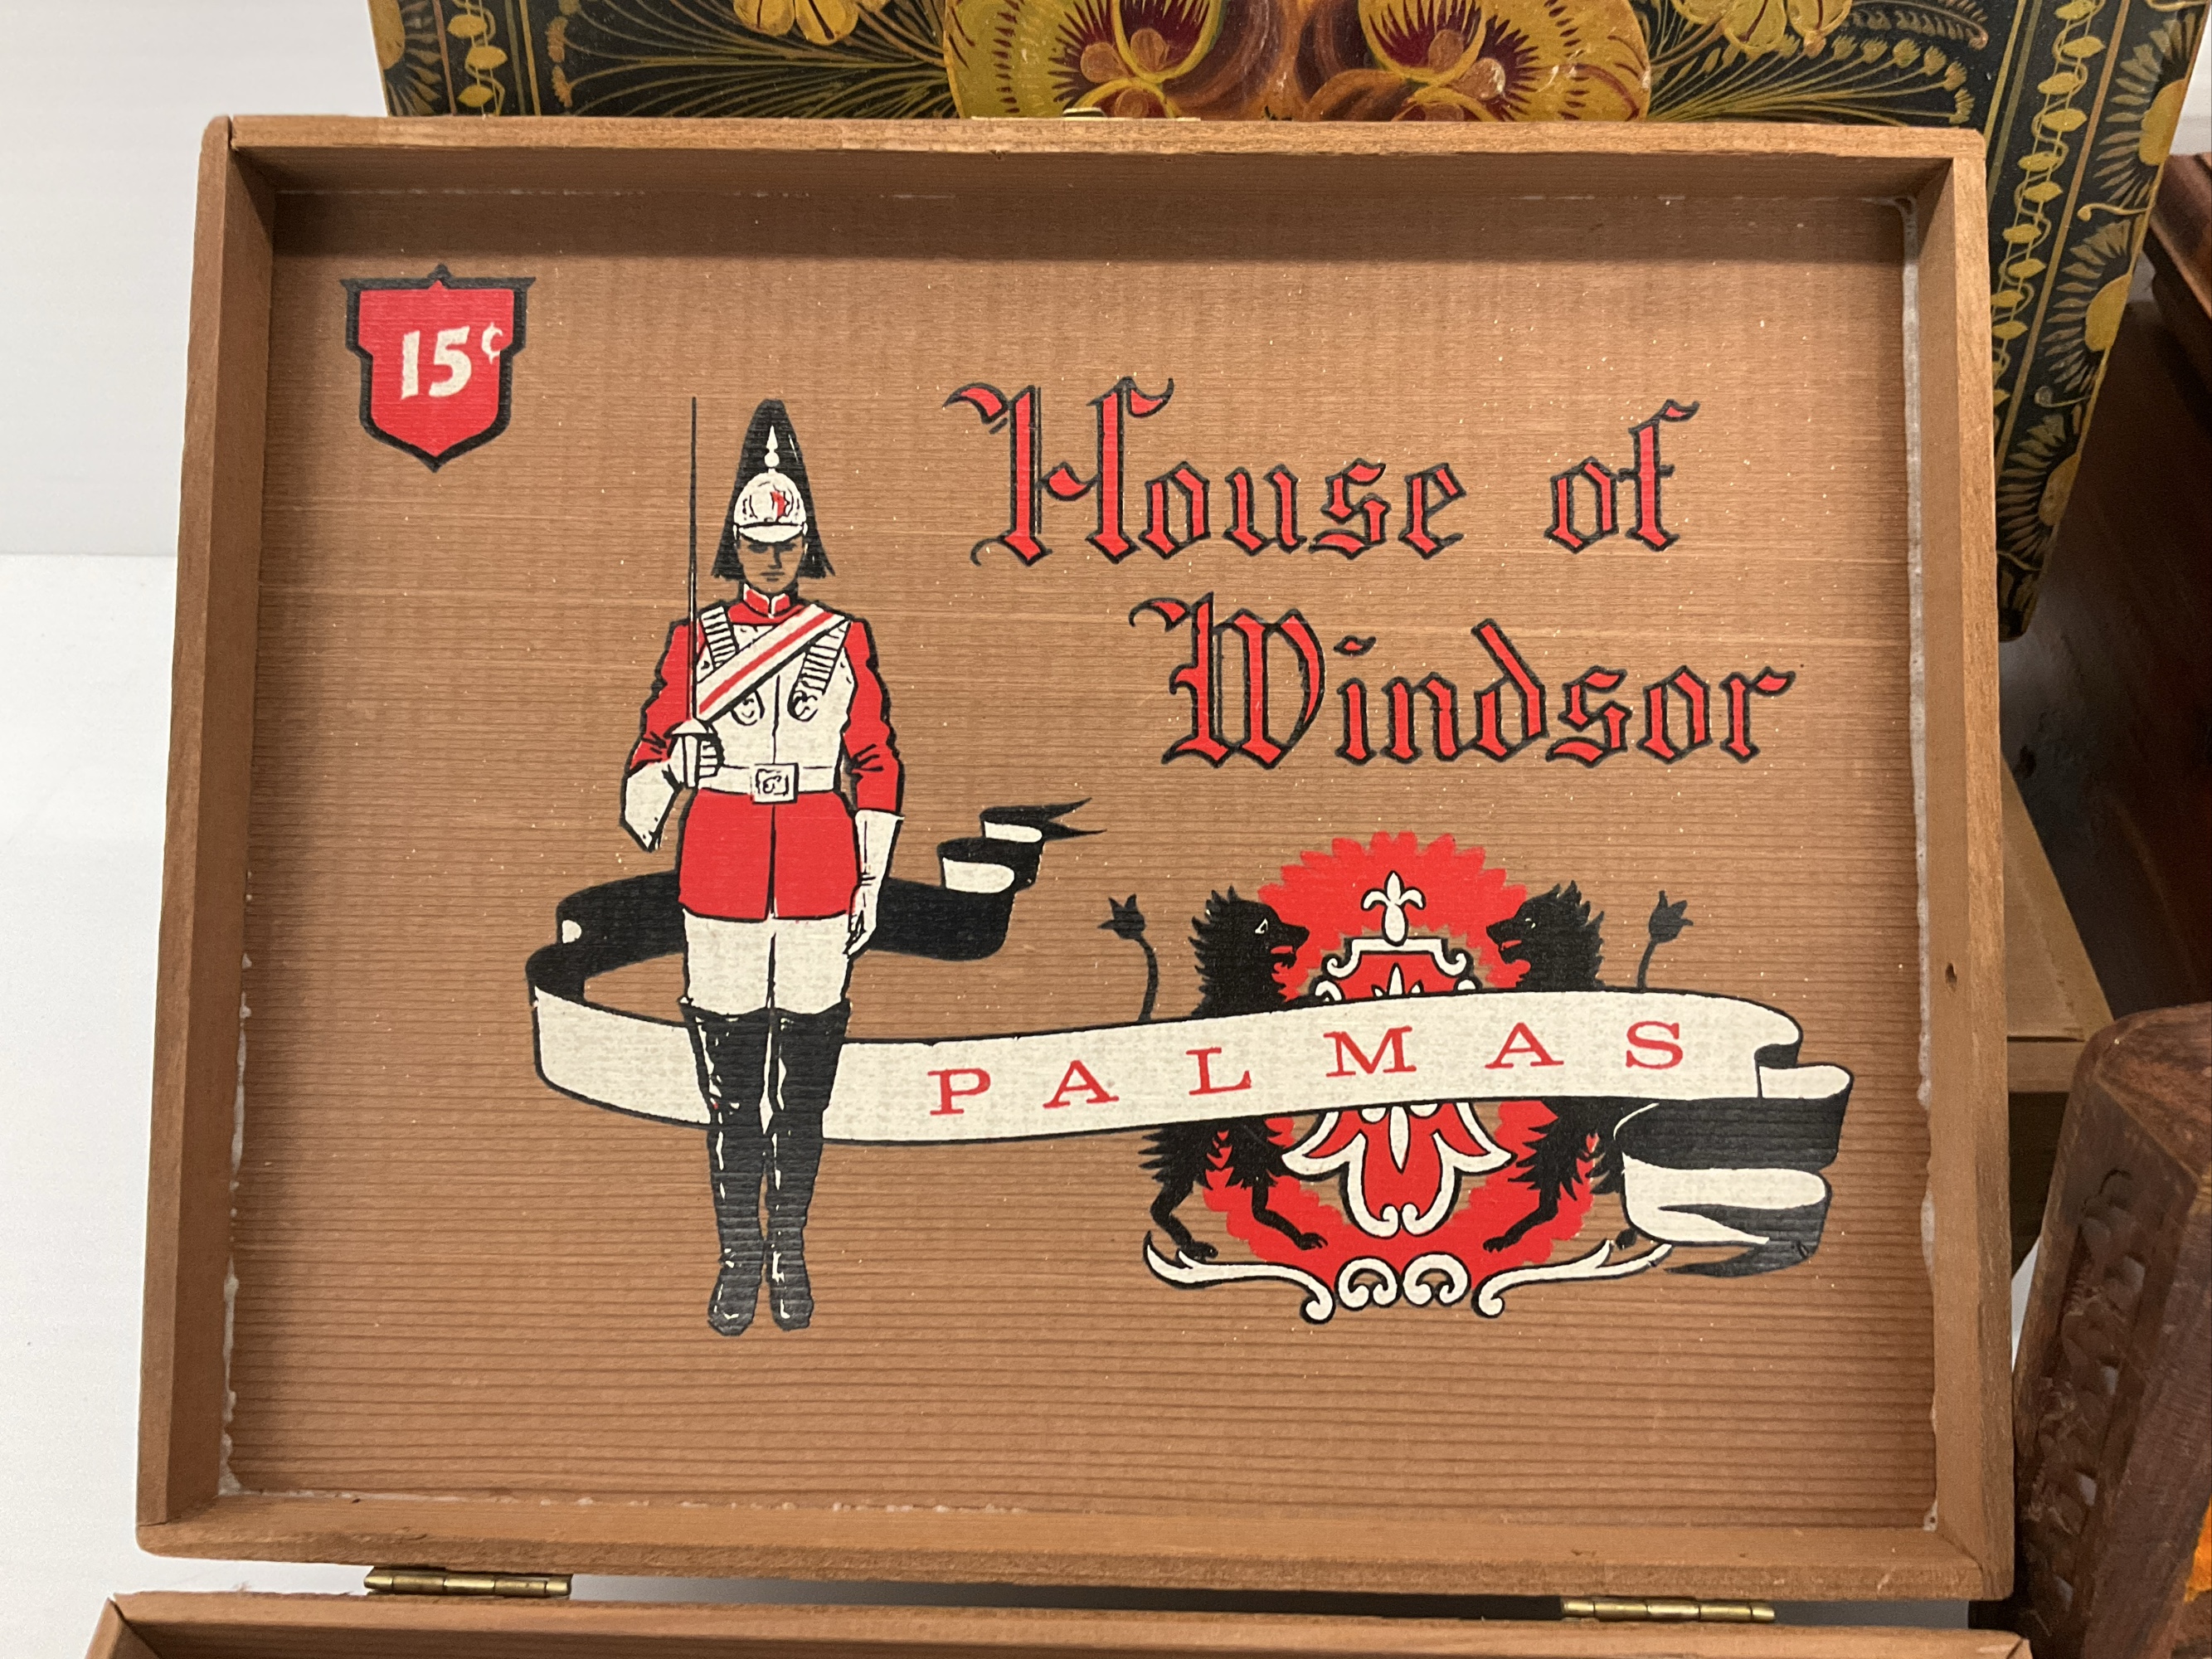 15¢
House of
Windsor
PALMAS